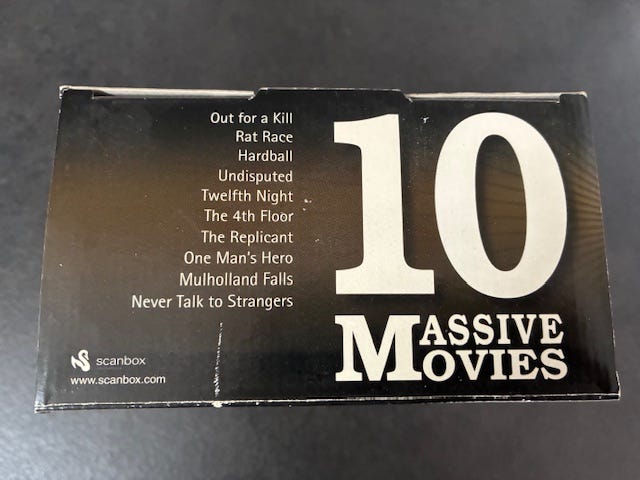 Out for a Kill
Rat Race
Hardball
Undisputed
Twelfth Night
The 4th Floor
The Replicant
One Man's Hero
Mulholland Falls
Never Talk to Strangers
scanbox
www.scanbox.com
10
MASSIVE
MOVIES